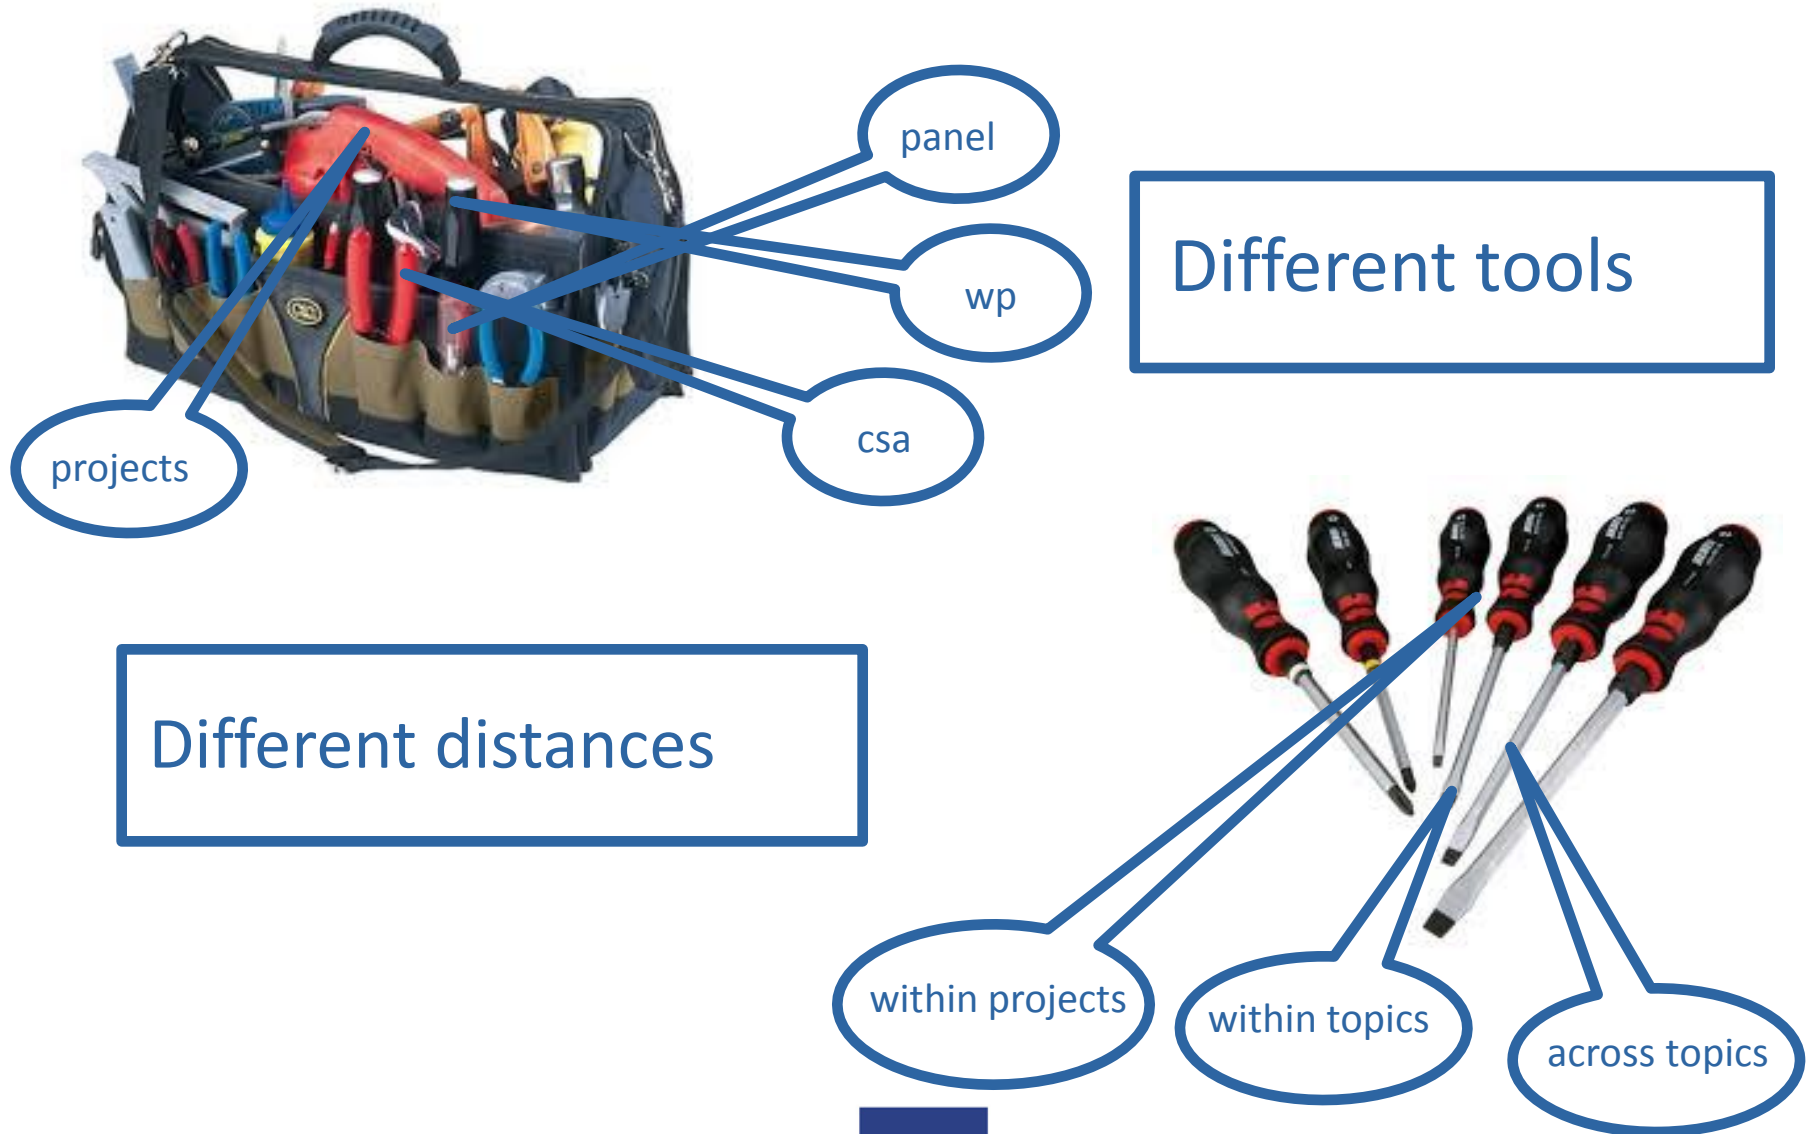 panel
Different tools
wp
csa
projects
Different distances
within projects
within topics
across topics